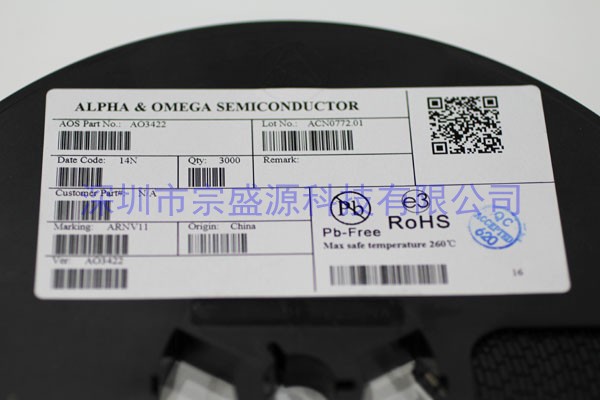 ALPHA & OMEGA SEMICONDUCTOR
AOS Part No.: AO3422 Lot No.: ACN0772.01
Date Code: 14N Qty: 3000 Remark:
Customer Part#: N/A
深圳市宗盛源科技有限公司
Pb e3
Pb-Free RoHS
QC
ACCEPTED
620
Marking: ARNV11 Origin: China
Max safe temperature 260℃
Ver: AO3422
16